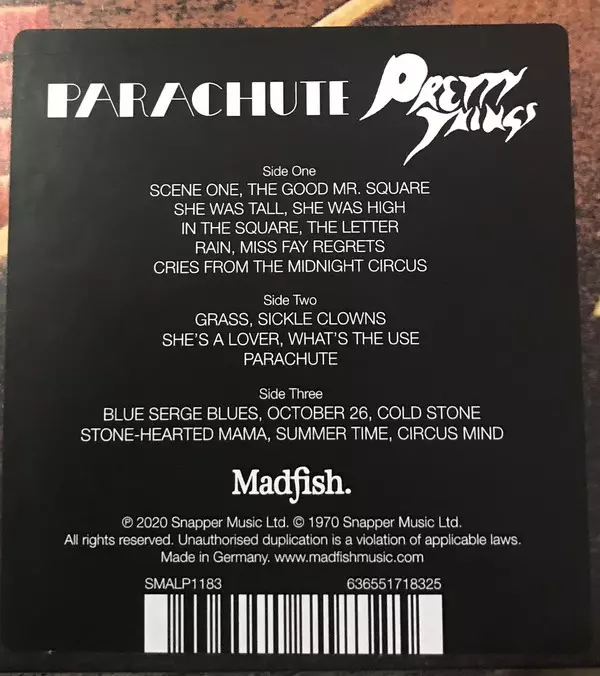 PARACHUTE PRETTY THINGS
Side One
SCENE ONE, THE GOOD MR. SQUARE
SHE WAS TALL, SHE WAS HIGH
IN THE SQUARE, THE LETTER
RAIN, MISS FAY REGRETS
CRIES FROM THE MIDNIGHT CIRCUS
Side Two
GRASS, SICKLE CLOWNS
SHE'S A LOVER, WHAT'S THE USE
PARACHUTE
Side Three
BLUE SERGE BLUES, OCTOBER 26, COLD STONE
STONE-HEARTED MAMA, SUMMER TIME, CIRCUS MIND
Madfish.
℗ 2020 Snapper Music Ltd. © 1970 Snapper Music Ltd.
All rights reserved. Unauthorised duplication is a violation of applicable laws.
Made in Germany. www.madfishmusic.com
SMALP1183 636551718325